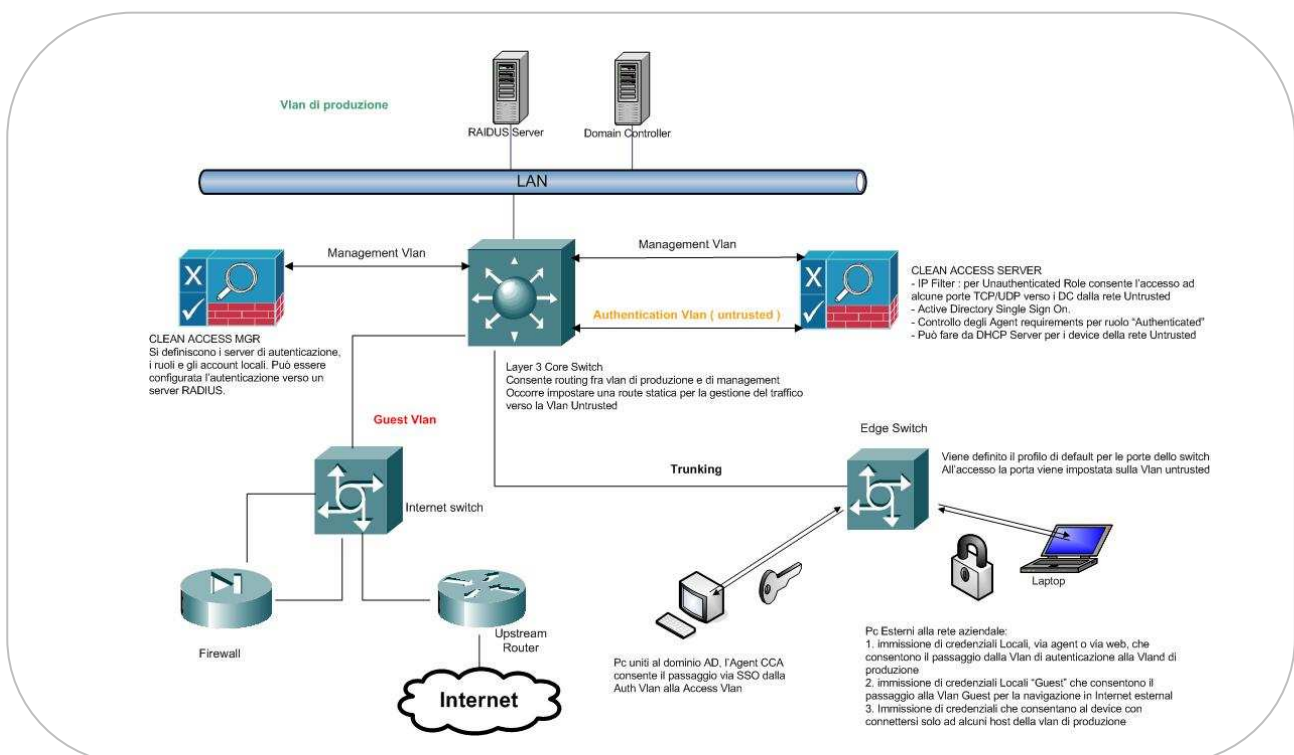 Vlan di produzione
RAIDUS Server
Domain Controller
LAN
Management Vlan
Management Vlan
Authentication Vlan ( untrusted )
CLEAN ACCESS MGR
Si definiscono i server di autenticazione,
i ruoli e gli account locali. Può essere
configurata l'autenticazione verso un
server RADIUS.
CLEAN ACCESS SERVER
- IP Filter : per Unauthenticated Role consente l'accesso ad
alcune porte TCP/UDP verso i DC dalla rete Untrusted
- Active Directory Single Sign On.
- Controllo degli Agent requirements per ruolo "Authenticated"
- Può fare da DHCP Server per i device della rete Untrusted
Layer 3 Core Switch
Consente routing fra vlan di produzione e di management
Occorre impostare una route statica per la gestione del traffico
verso la Vlan Untrusted
Guest Vlan
Edge Switch
Viene definito il profilo di default per le porte dello switch
All'accesso la porta viene impostata sulla Vlan untrusted
Trunking
Internet switch
Laptop
Firewall
Upstream
Router
Internet
Pc uniti al dominio AD, l'Agent CCA
consente il passaggio via SSO dalla
Auth Vlan alla Access Vlan
Pc Esterni alla rete aziendale:
1. immissione di credenziali Locali, via agent o via web, che
consentono il passaggio dalla Vlan di autenticazione alla Vland di
produzione
2. immissione di credenziali Locali "Guest" che consentono il
passaggio alla Vlan Guest per la navigazione in Internet esternal
3. Immissione di credenziali che consentano al device con
connettersi solo ad alcuni host della vlan di produzione